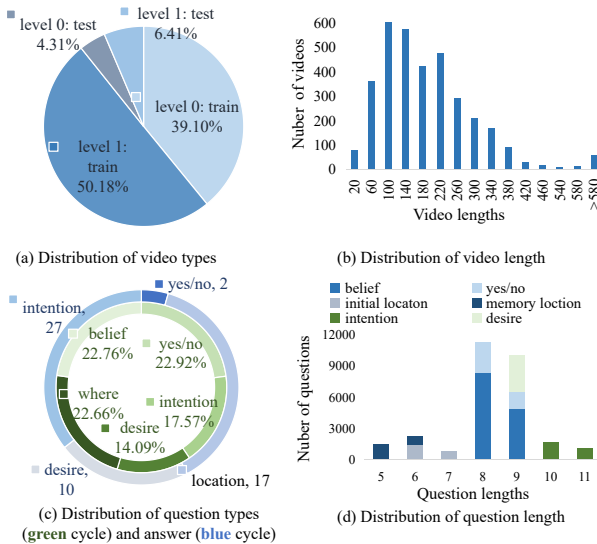 level 0: test
4.31%
level 1: test
6.41%
level 0: train
39.10%
level 1:
train
50.18%
(a) Distribution of video types
Nuber of videos
600
500
400
300
200
100
0
20
60
100
140
180
220
260
300
340
380
420
460
540
580
>580
Video lengths
(b) Distribution of video length
yes/no, 2
intention,
27
belief
22.76%
yes/no
22.92%
where
22.66%
intention
17.57%
desire
14.09%
desire,
10
location, 17
(c) Distribution of question types
(green cycle) and answer (blue cycle)
belief
yes/no
initial locaton
memory loction
intention
desire
Nuber of questions
12000
9000
6000
3000
0
5 6 7 8 9 10 11
Question lengths
(d) Distribution of question length